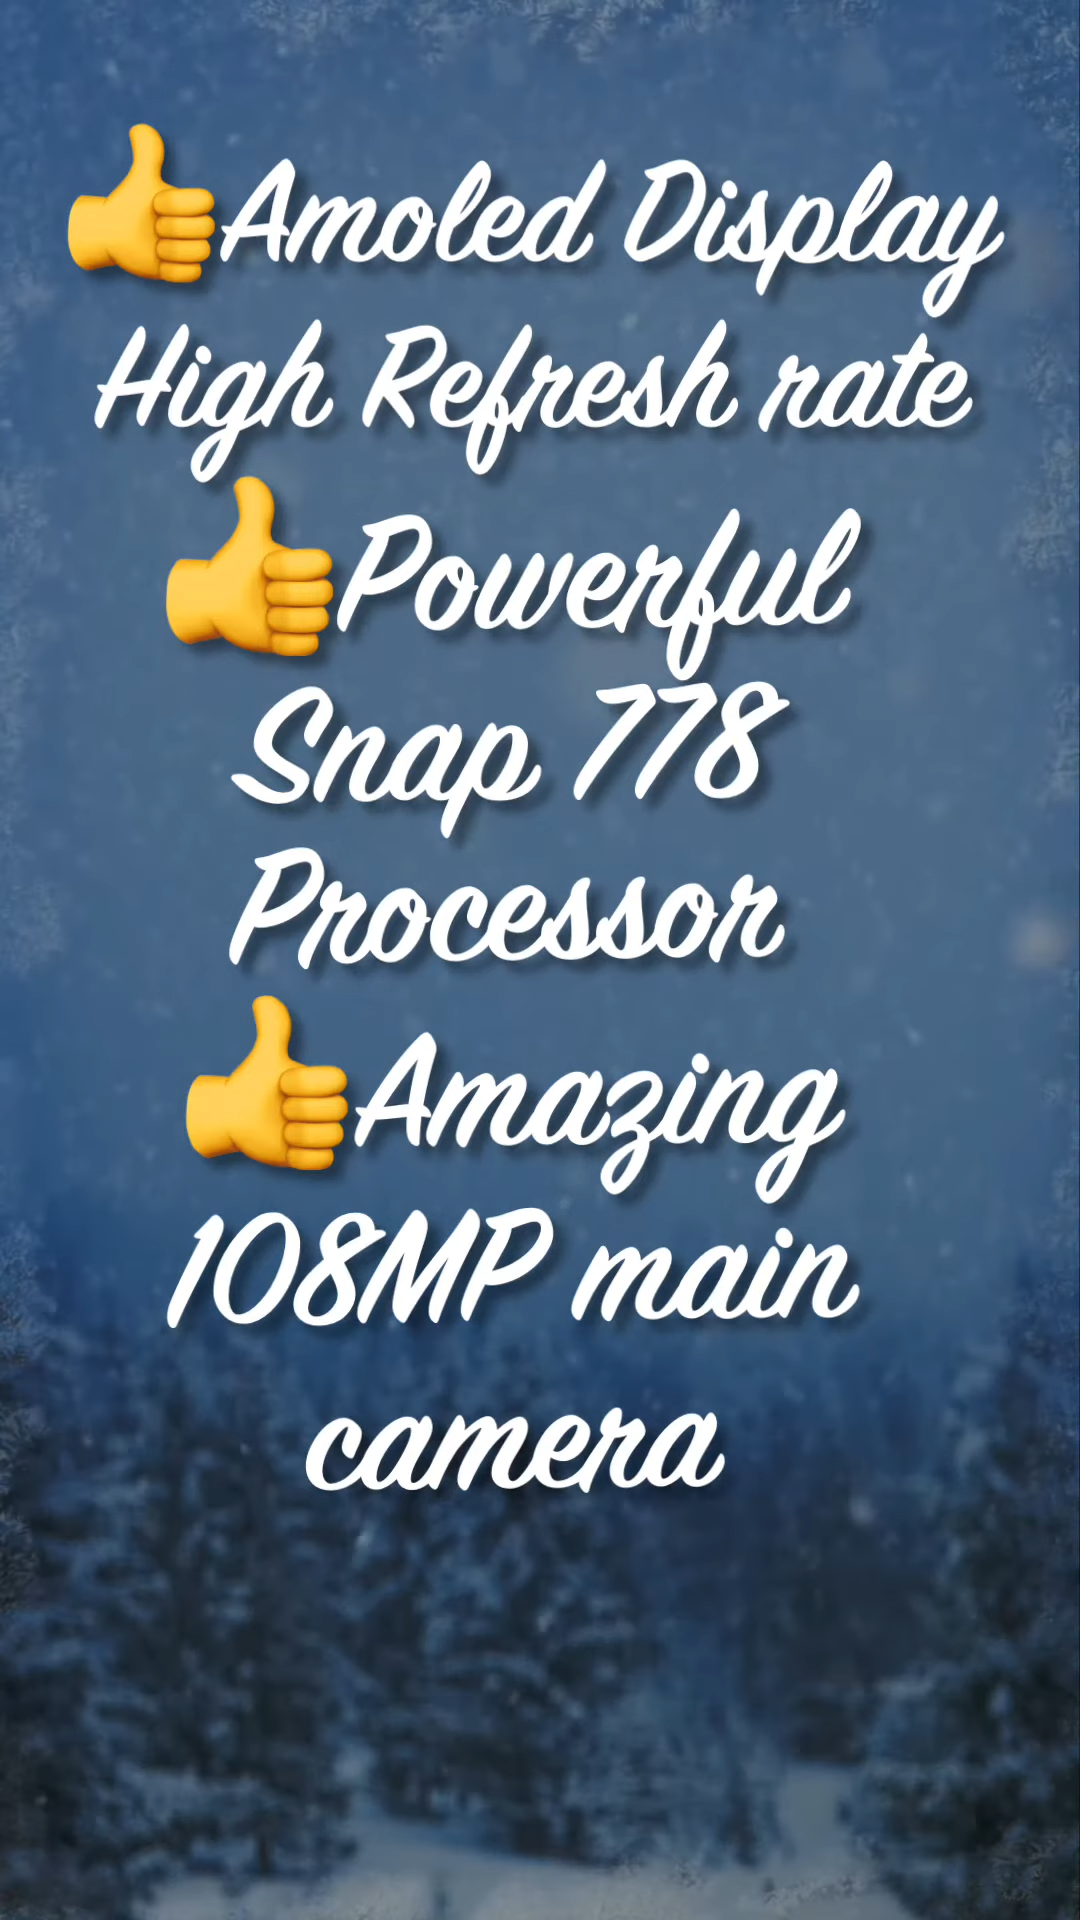 👍Amoled Display
High Refresh rate
👍Powerful
Snap 778
Processor
👍Amazing
108MP main
camera